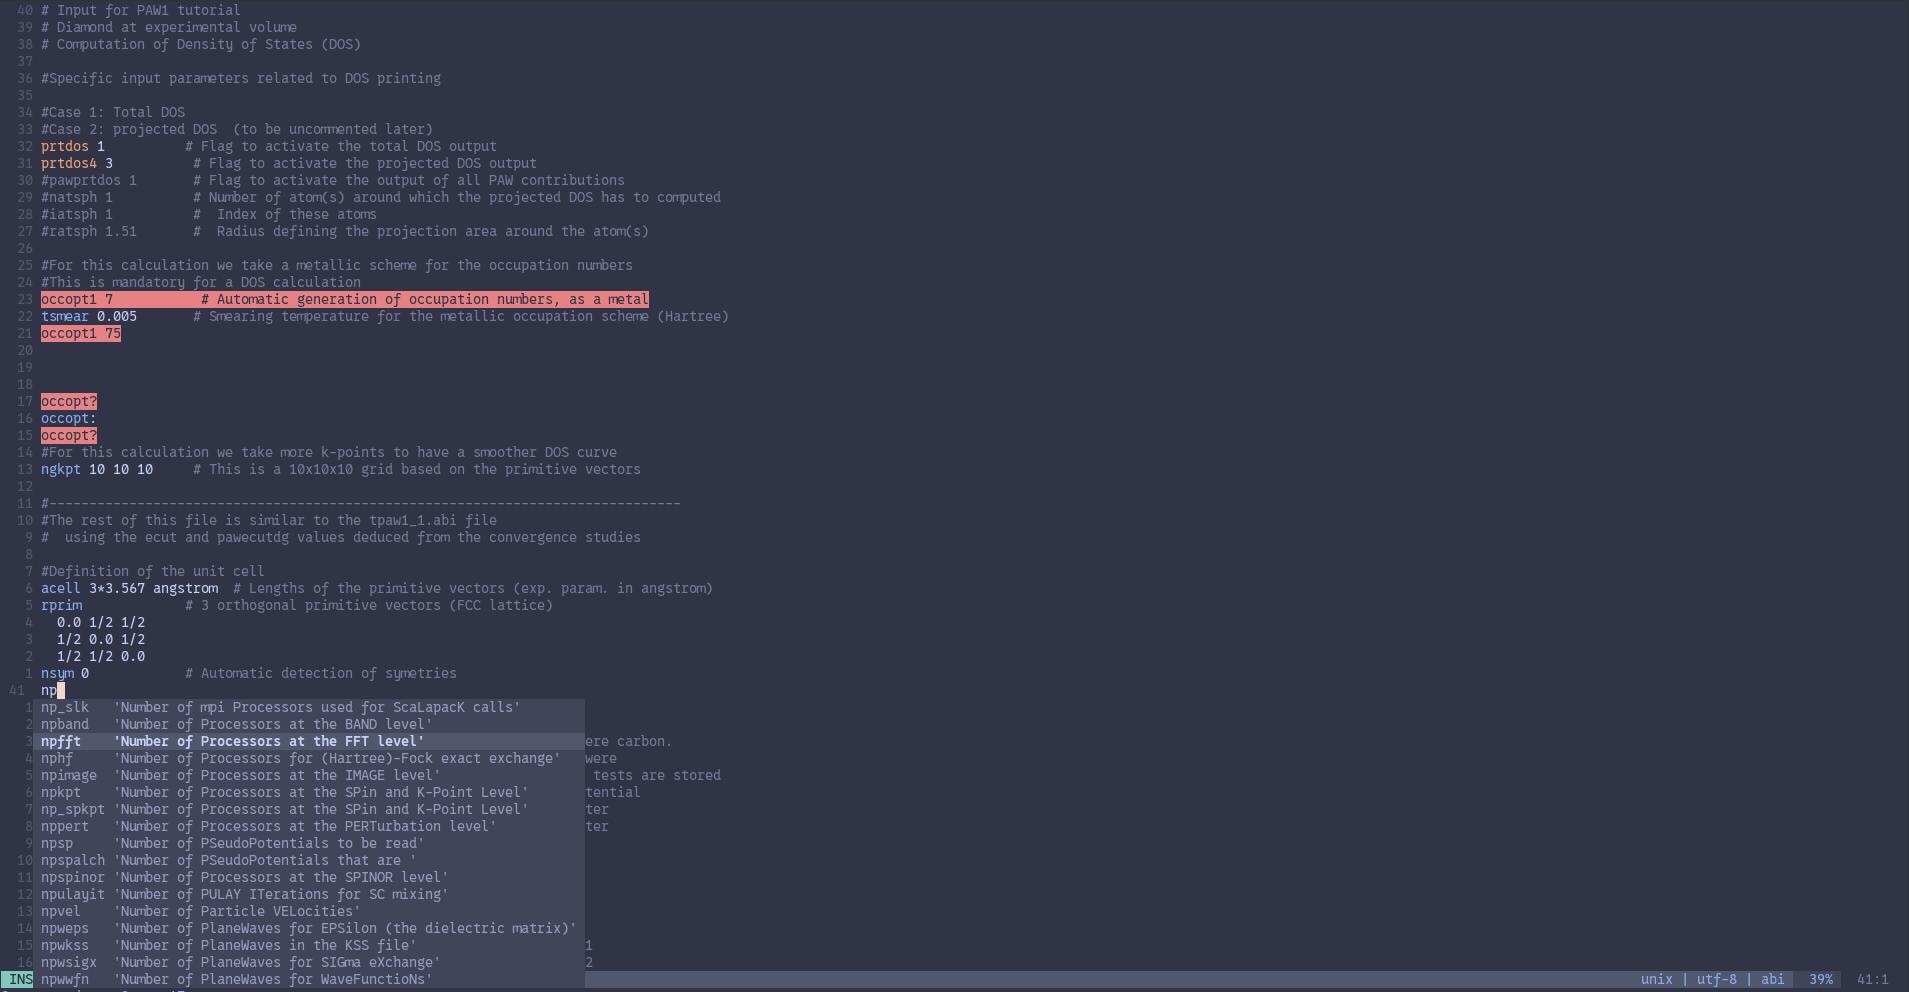 40 # Input for PAW1 tutorial
39 # Diamond at experimental volume
38 # Computation of Density of States (DOS)
37
36 #Specific input parameters related to DOS printing
35
34 #Case 1: Total DOS
33 #Case 2: projected DOS  (to be uncommented later)
32 prtdos 1          # Flag to activate the total DOS output
31 prtdos4 3          # Flag to activate the projected DOS output
30 #pawprtdos 1       # Flag to activate the output of all PAW contributions
29 #natsph 1          # Number of atom(s) around which the projected DOS has to computed
28 #iatsph 1          #  Index of these atoms
27 #ratsph 1.51       #  Radius defining the projection area around the atom(s)
26
25 #For this calculation we take a metallic scheme for the occupation numbers
24 #This is mandatory for a DOS calculation
23 occopt1 7           # Automatic generation of occupation numbers, as a metal
22 tsmear 0.005       # Smearing temperature for the metallic occupation scheme (Hartree)
21 occopt1 75
20
19
18
17 occopt?
16 occopt:
15 occopt?
14 #For this calculation we take more k-points to have a smoother DOS curve
13 ngkpt 10 10 10     # This is a 10x10x10 grid based on the primitive vectors
12
11 #-------------------------------------------------------------------------------
10 #The rest of this file is similar to the tpaw1_1.abi file
9 #  using the ecut and pawecutdg values deduced from the convergence studies
8
7 #Definition of the unit cell
6 acell 3*3.567 angstrom  # Lengths of the primitive vectors (exp. param. in angstrom)
5 rprim             # 3 orthogonal primitive vectors (FCC lattice)
4   0.0 1/2 1/2
3   1/2 0.0 1/2
2   1/2 1/2 0.0
1 nsym 0            # Automatic detection of symetries
41 np
1 np_slk   'Number of mpi Processors used for ScaLapacK calls'
2 npband   'Number of Processors at the BAND level'
3 npfft    'Number of Processors at the FFT level' ere carbon.
4 nphf     'Number of Processors for (Hartree)-Fock exact exchange' were
5 npimage  'Number of Processors at the IMAGE level' tests are stored
6 npkpt    'Number of Processors at the SPin and K-Point Level' tential
7 np_spkpt 'Number of Processors at the SPin and K-Point Level' ter
8 nppert   'Number of Processors at the PERTurbation level' ter
9 npsp     'Number of PSeudoPotentials to be read'
10 npspalch 'Number of PSeudoPotentials that are '
11 npspinor 'Number of Processors at the SPINOR level'
12 npulayit 'Number of PULAY ITerations for SC mixing'
13 npvel    'Number of Particle VELocities'
14 npweps   'Number of PlaneWaves for EPSilon (the dielectric matrix)'
15 npwkss   'Number of PlaneWaves in the KSS file' 1
16 npwsigx  'Number of PlaneWaves for SIGma eXchange' 2
INS npwwfn   'Number of PlaneWaves for WaveFunctioNs' unix | utf-8 | abi 39% 41:1